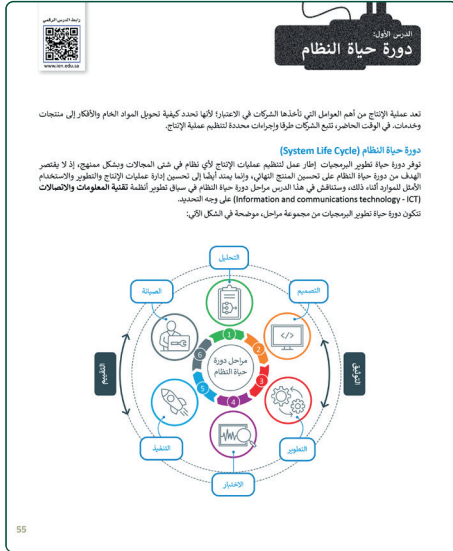 رابط الدرس الرقمي
www.ien.edu.sa
الدرس الأول:
دورة حياة النظام
تعد عملية الإنتاج من أهم العوامل التي تأخذها الشركات في الاعتبار؛ لأنها تحدد كيفية تحويل المواد الخام والأفكار إلى منتجات
وخدمات. في الوقت الحاضر، تتبع الشركات طرقا وإجراءات محددة لتنظيم عملية الإنتاج.
دورة حياة النظام (System Life Cycle)
توفر دورة حياة تطوير البرمجيات إطار عمل لتنظيم عمليات الإنتاج لأي نظام في شتى المجالات وبشكل ممنهج، إذ لا يقتصر
الهدف من دورة حياة النظام على تحسين المنتج النهائي، وإنما يمتد أيضًا إلى تحسين إدارة عمليات الإنتاج والتطوير والاستخدام
الأمثل للموارد أثناء ذلك، وستناقش في هذا الدرس مراحل دورة حياة النظام في سياق تطوير أنظمة تقنية المعلومات والاتصالات
(Information and communications technology - ICT) على وجه التحديد.
تتكون دورة حياة تطوير البرمجيات من مجموعة مراحل، موضحة في الشكل الآتي:
التحليل
التصميم
الصيانة
1
2
6
مراحل دورة
حياة النظام
التوثيق
التقييم
3
5
4
التطوير
التنفيذ
الاختبار
55